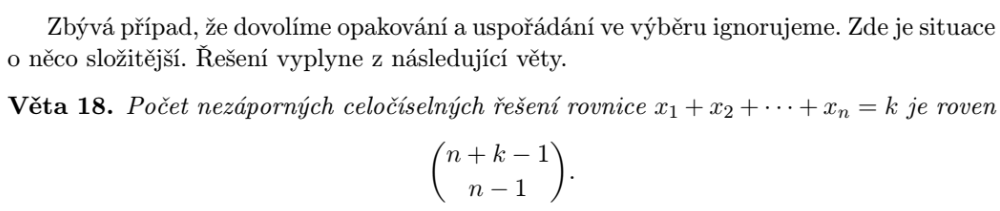 Zbývá případ, že dovolíme opakování a uspořádání ve výběru ignorujeme. Zde je situace
o něco složitější. Řešení vyplyne z následující věty.
Věta 18. Počet nezáporných celočíselných řešení rovnice x₁ + x₂ + · · · + xₙ = k je roven
(n + k − 1
n − 1).